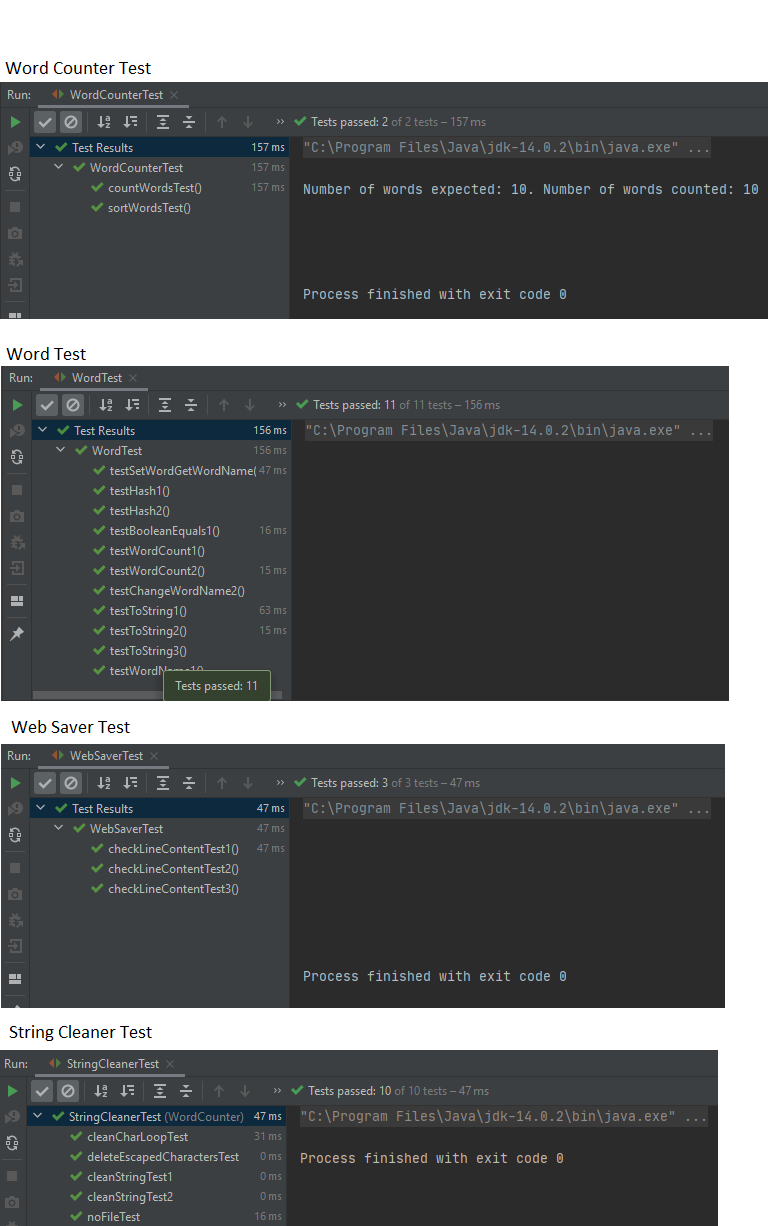 Word Counter Test
Run: WordCounterTest ×
» Tests passed: 2 of 2 tests – 157 ms
Test Results 157 ms "C:\Program Files\Java\jdk-14.0.2\bin\java.exe" ...
WordCounterTest 157 ms
countWordsTest() 157 ms Number of words expected: 10. Number of words counted: 10
sortWordsTest()
Process finished with exit code 0
Word Test
Run: WordTest ×
» Tests passed: 11 of 11 tests – 156 ms
Test Results 156 ms "C:\Program Files\Java\jdk-14.0.2\bin\java.exe" ...
WordTest 156 ms
testSetWordGetWordName( 47 ms
testHash1()
testHash2()
testBooleanEquals1() 16 ms
testWordCount1()
testWordCount2() 15 ms
testChangeWordName2()
testToString1() 63 ms
testToString2() 15 ms
testToString3()
testWordName1()
Tests passed: 11
Web Saver Test
Run: WebSaverTest ×
» Tests passed: 3 of 3 tests – 47 ms
Test Results 47 ms "C:\Program Files\Java\jdk-14.0.2\bin\java.exe" ...
WebSaverTest 47 ms
checkLineContentTest1() 47 ms
checkLineContentTest2()
checkLineContentTest3()
Process finished with exit code 0
String Cleaner Test
Run: StringCleanerTest ×
» Tests passed: 10 of 10 tests – 47 ms
StringCleanerTest (WordCounter) 47 ms "C:\Program Files\Java\jdk-14.0.2\bin\java.exe" ...
cleanCharLoopTest 31 ms
deleteEscapedCharactersTest 0 ms Process finished with exit code 0
cleanStringTest1 0 ms
cleanStringTest2 0 ms
noFileTest 16 ms